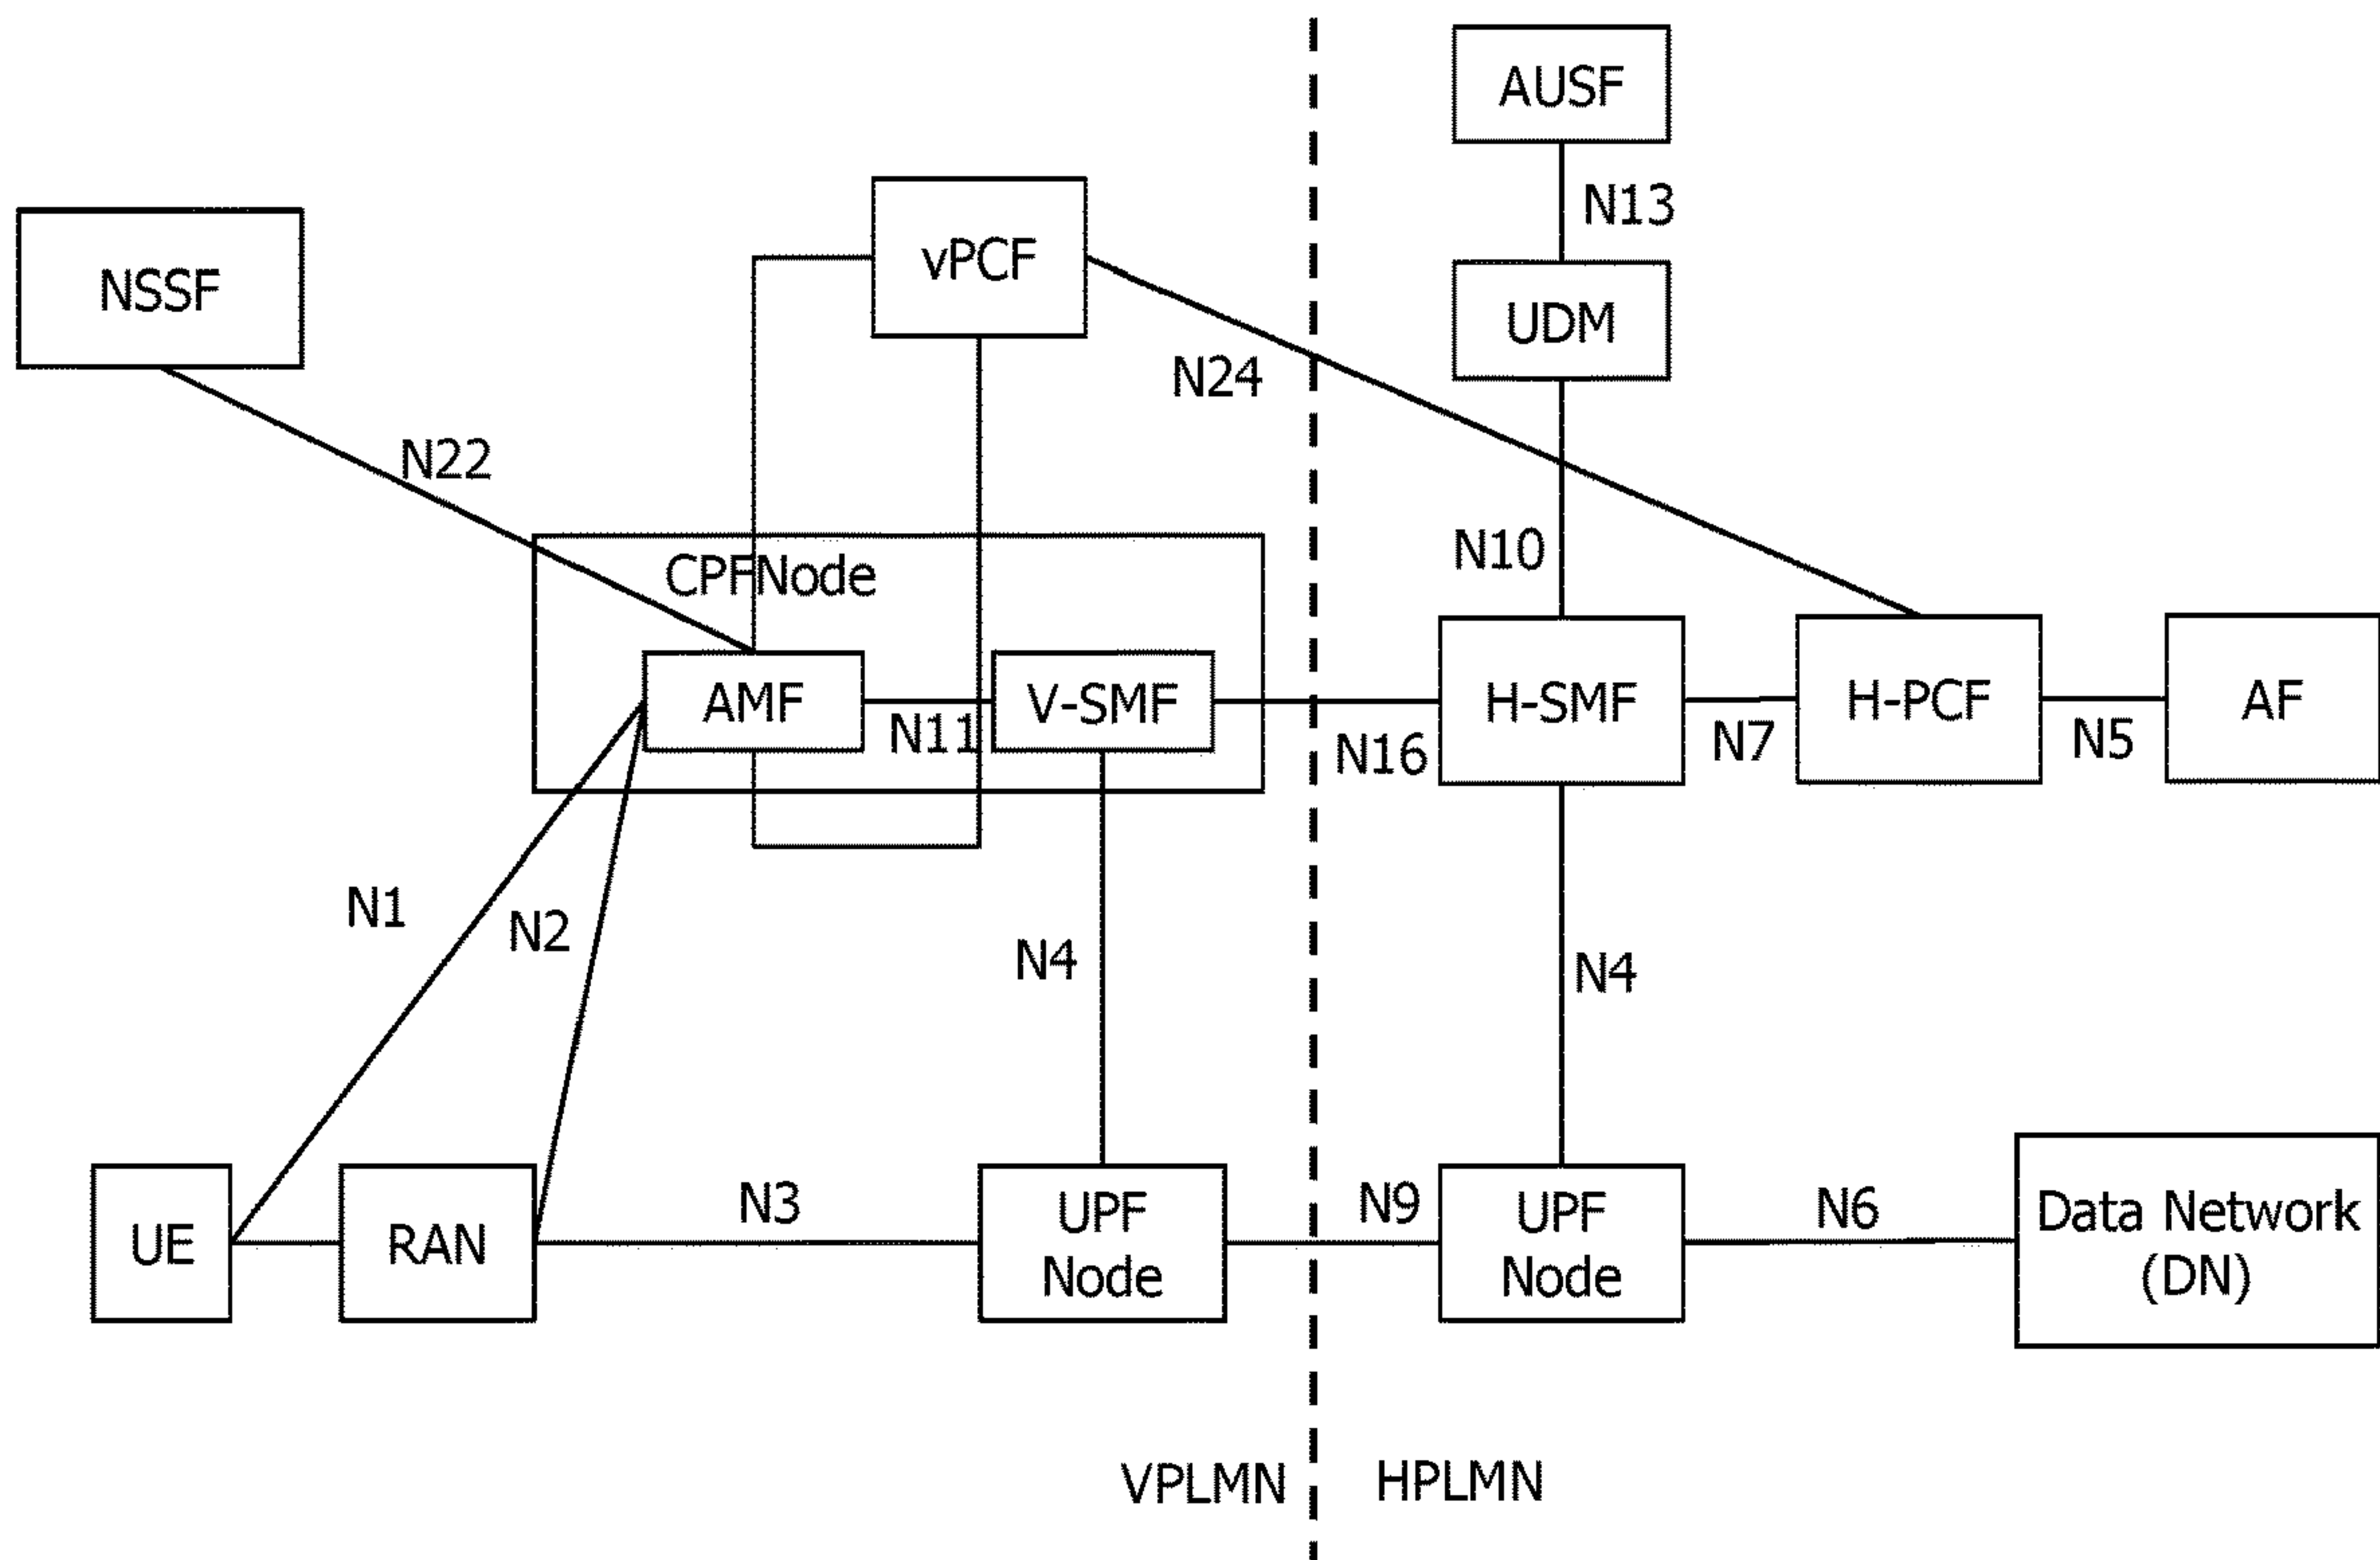 AUSF
N13
NSSF
vPCF
UDM
N24
N22
N10
CPFNode
AMF
N11
V-SMF
N16
H-SMF
N7
H-PCF
N5
AF
N1
N2
N4
N4
UE
RAN
N3
UPF
Node
N9
UPF
Node
N6
Data Network
(DN)
VPLMN
HPLMN